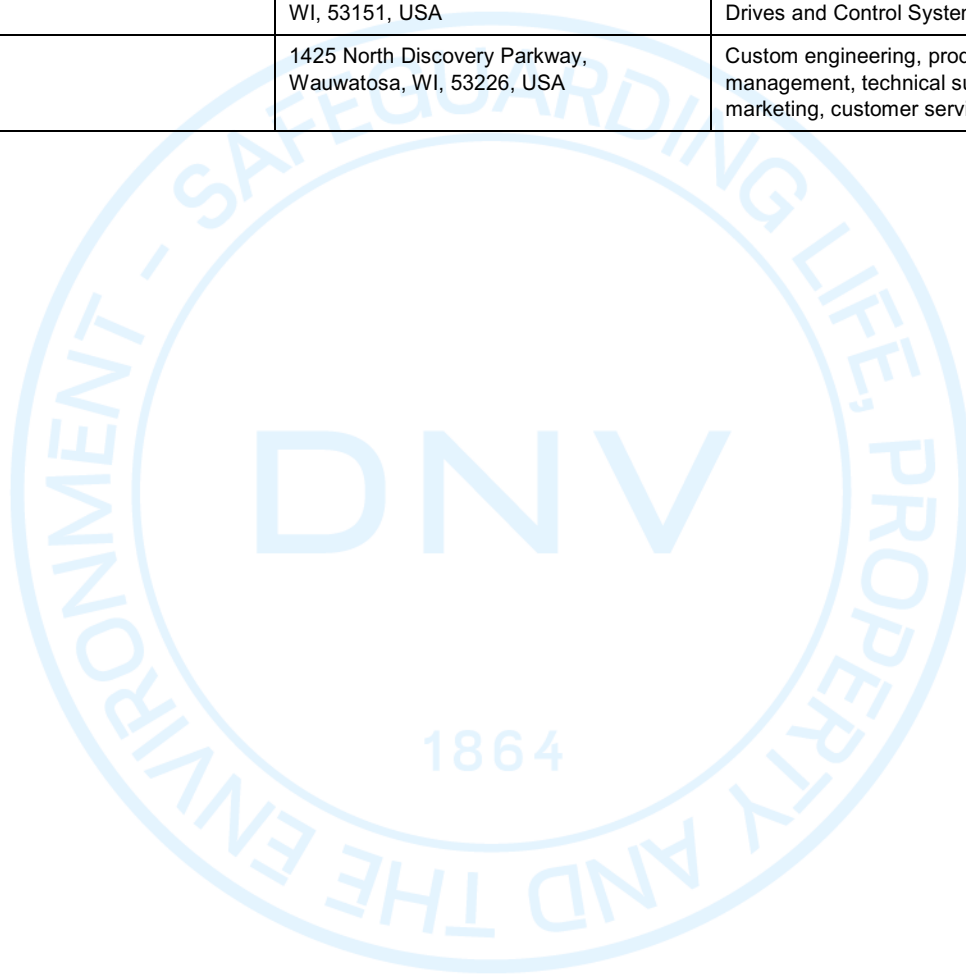 WI, 53151, USA
Drives and Control
1425 North Discovery Parkway,
Wauwatosa, WI, 53226, USA
Custom engineering,
management, technical
marketing, customer
SAFEGUARDING LIFE, PROPERTY AND THE ENVIRONMENT -
DNV
1864